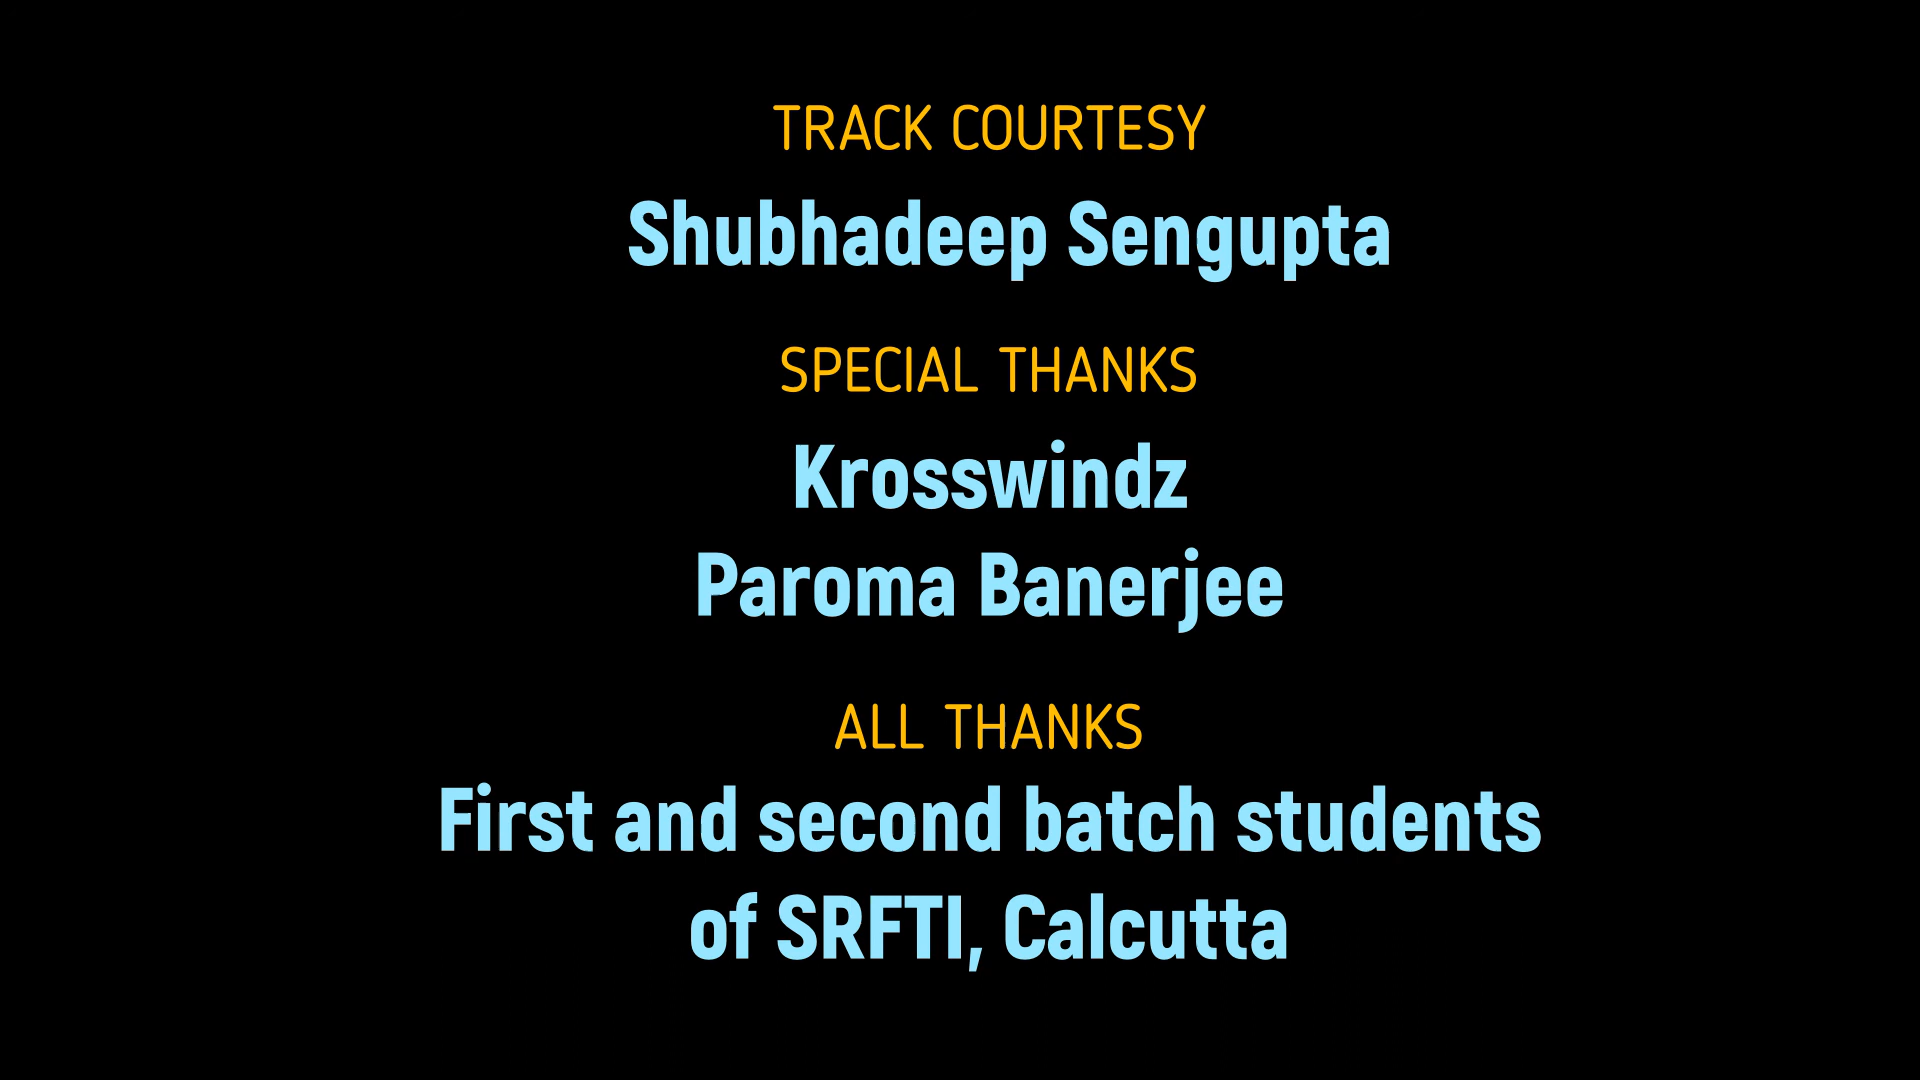 TRACK COURTESY
Shubhadeep Sengupta
SPECIAL THANKS
Krosswindz
Paroma Banerjee
ALL THANKS
First and second batch students
of SRFTI, Calcutta